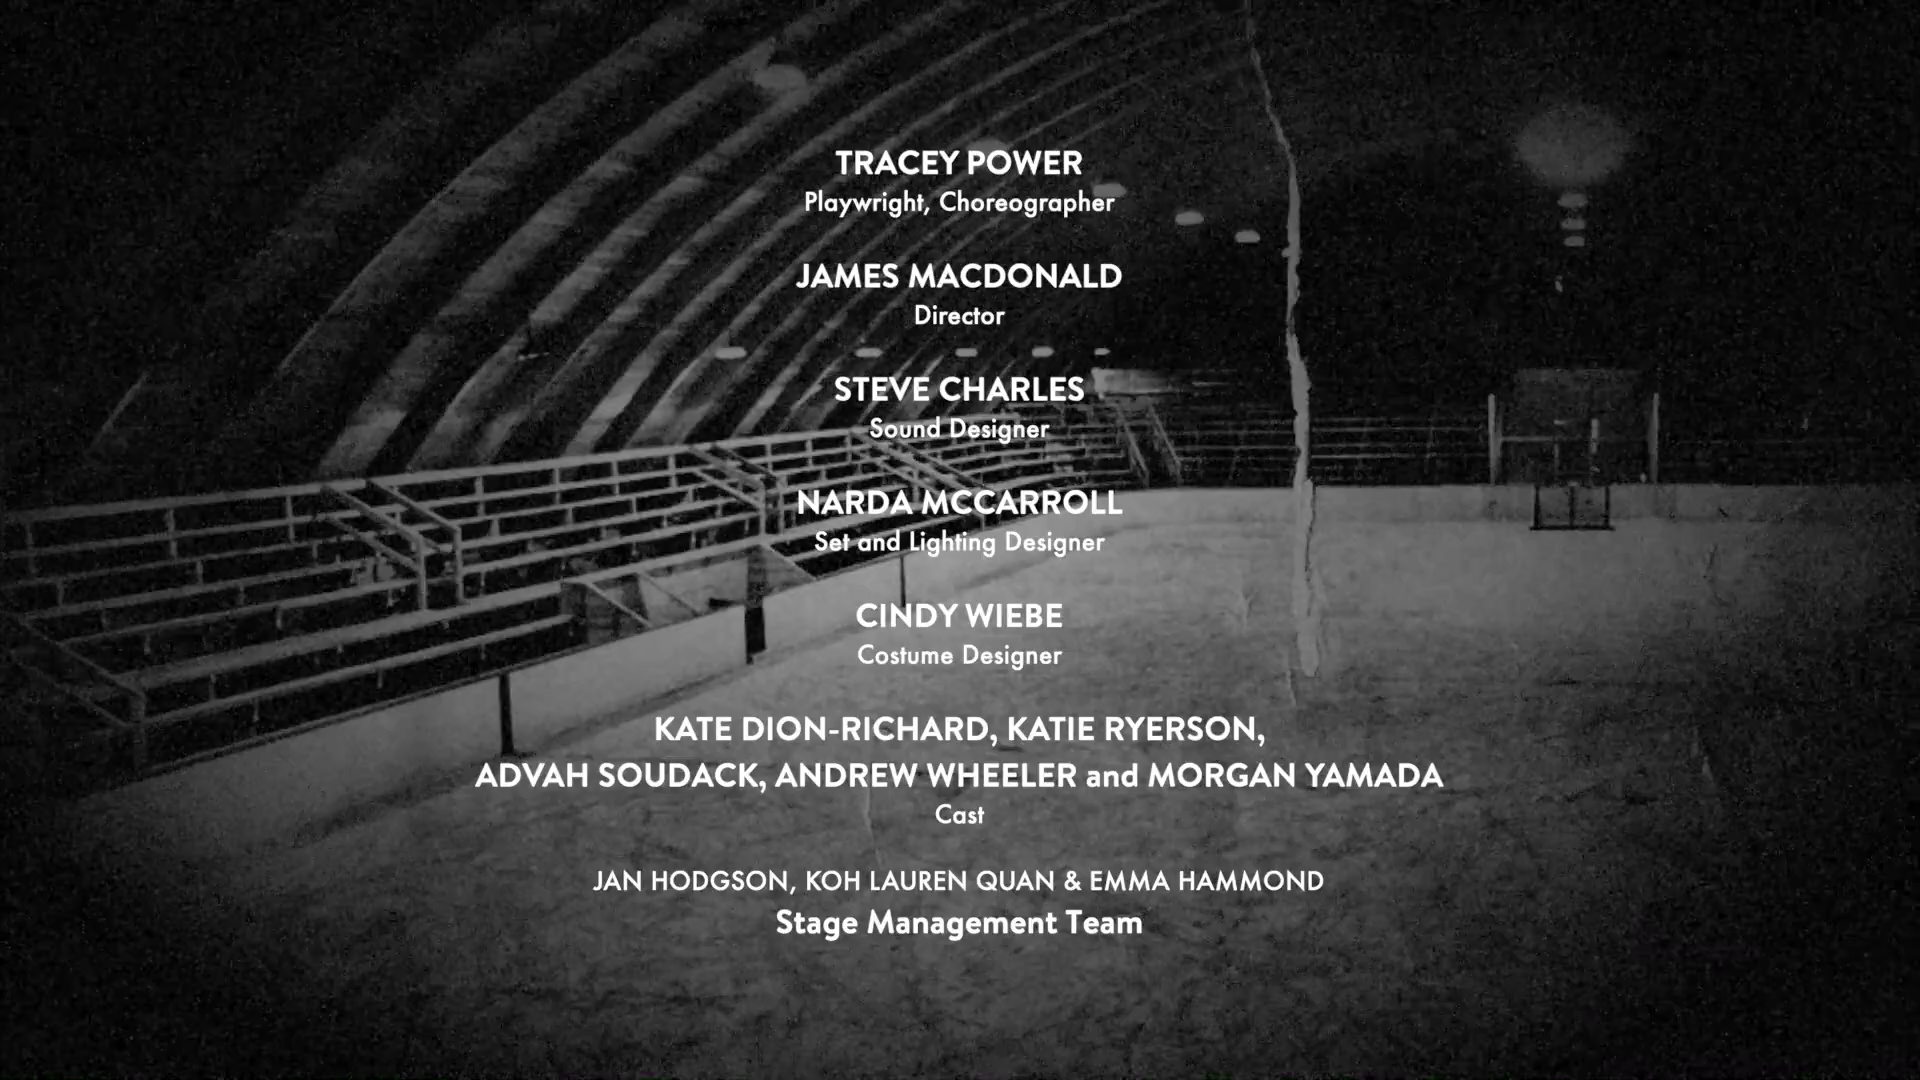 TRACEY POWER
Playwright, Choreographer
JAMES MACDONALD
Director
STEVE CHARLES
Sound Designer
NARDA MCCARROLL
Set and Lighting Designer
CINDY WIEBE
Costume Designer
KATE DION-RICHARD, KATIE RYERSON,
ADVAH SOUDACK, ANDREW WHEELER and MORGAN YAMADA
Cast
JAN HODGSON, KOH LAUREN QUAN & EMMA HAMMOND
Stage Management Team